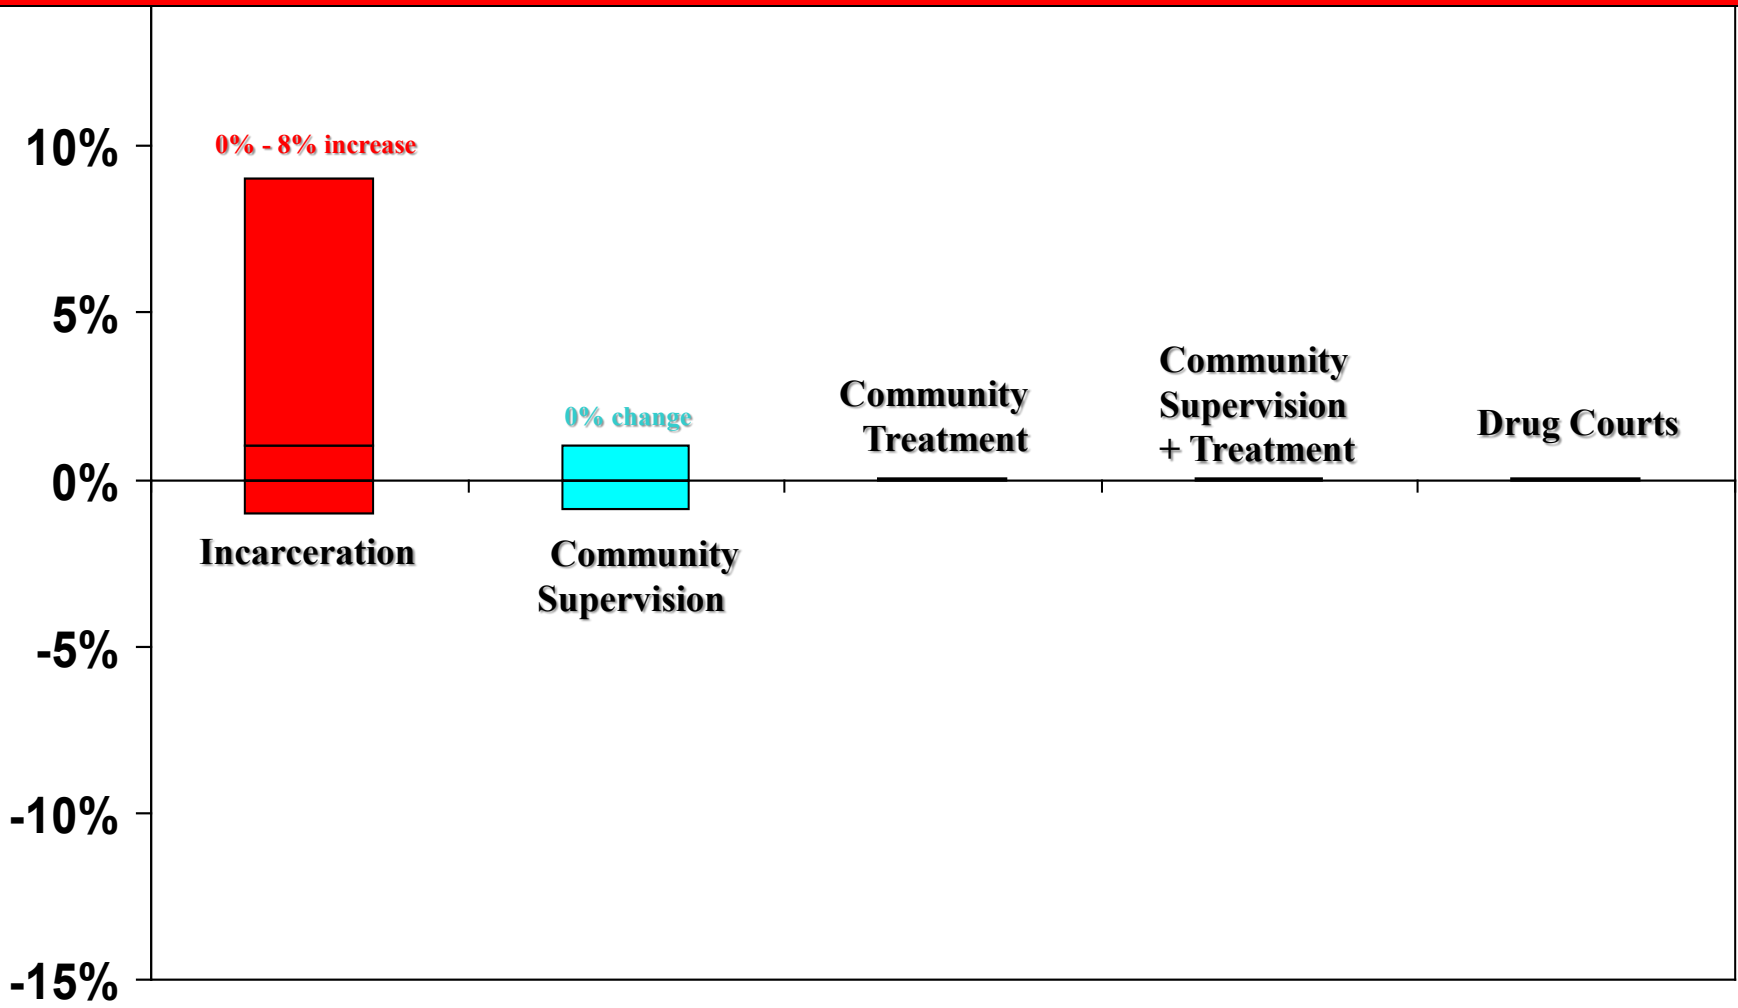 10%
0% - 8% increase
5%
Community
Treatment
Community
Supervision
+ Treatment
Drug Courts
0% change
0%
Incarceration
Community
Supervision
-5%
-10%
-15%